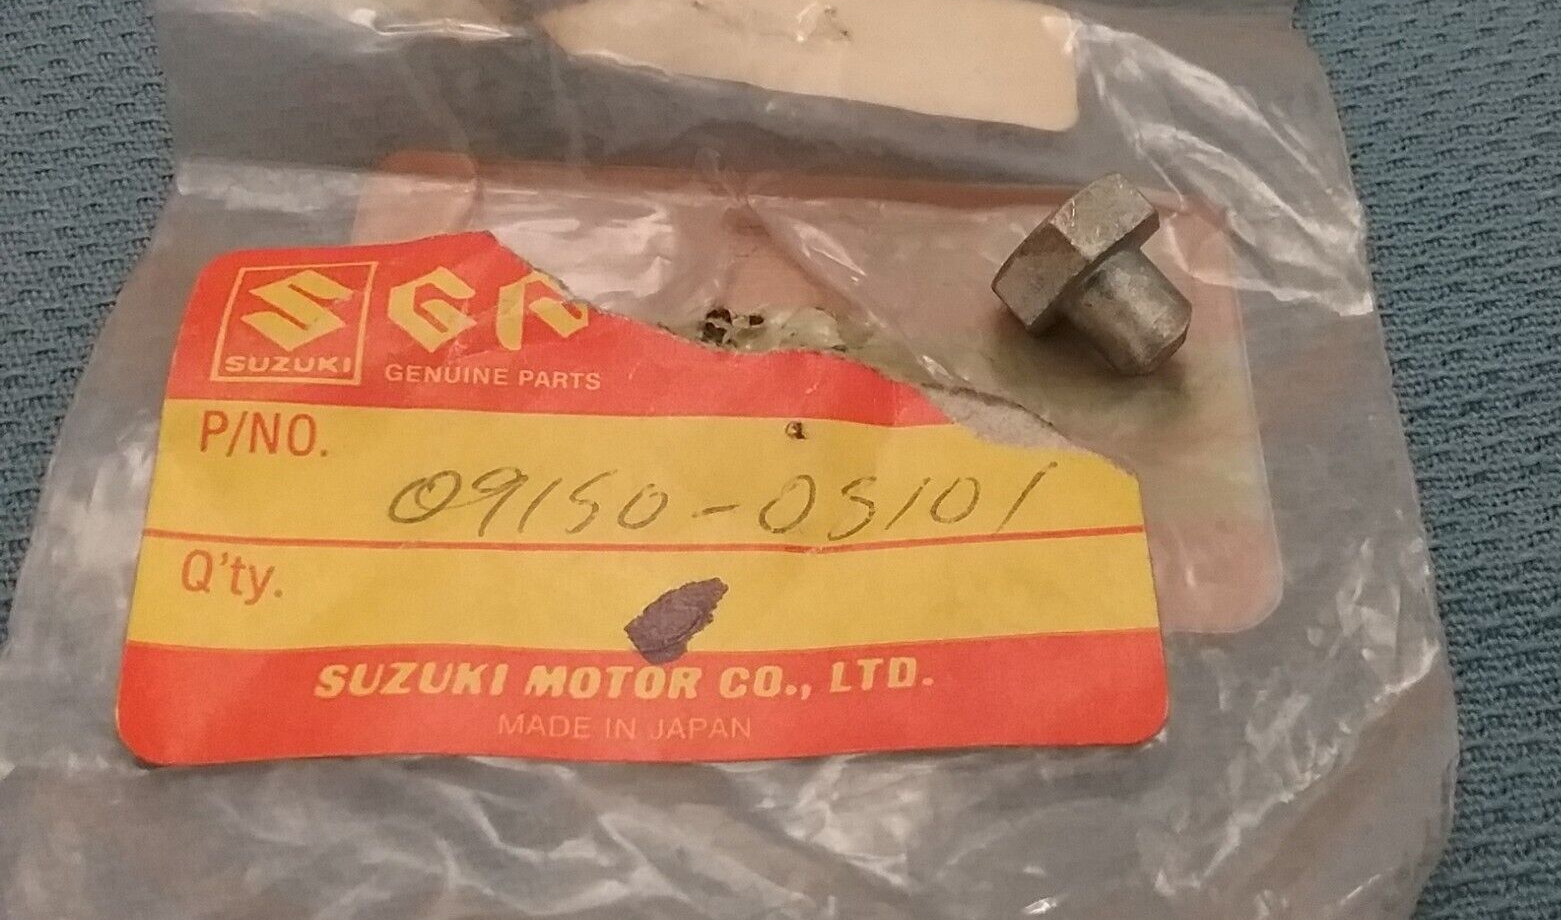 SUZUKI
SGP
GENUINE PARTS
P/NO.
09150-05101
Q'ty.
SUZUKI MOTOR CO., LTD.
MADE IN JAPAN